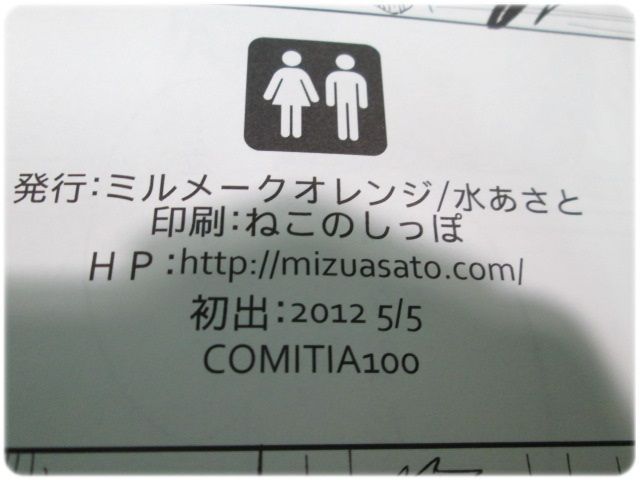 発行:ミルメークオレンジ/水あさと
印刷:ねこのしっぽ
ＨＰ:http://mizuasato.com/
初出:2012 5/5
COMITIA100